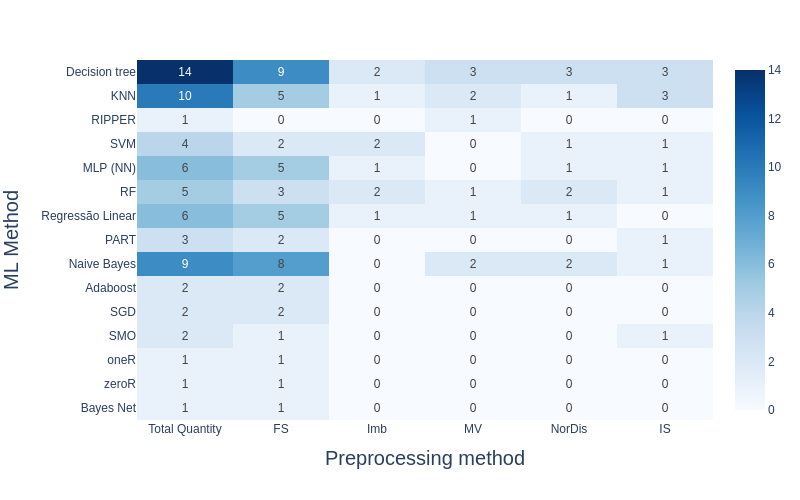 Decision tree 14 9 2 3 3 3
KNN 10 5 1 2 1 3
RIPPER 1 0 0 1 0 0
SVM 4 2 2 0 1 1
MLP (NN) 6 5 1 0 1 1
RF 5 3 2 1 2 1
Regressão Linear 6 5 1 1 1 0
PART 3 2 0 0 0 1
Naive Bayes 9 8 0 2 2 1
Adaboost 2 2 0 0 0 0
SGD 2 2 0 0 0 0
SMO 2 1 0 0 0 1
oneR 1 1 0 0 0 0
zeroR 1 1 0 0 0 0
Bayes Net 1 1 0 0 0 0
Total Quantity FS Imb MV NorDis IS
Preprocessing method
ML Method
14
12
10
8
6
4
2
0